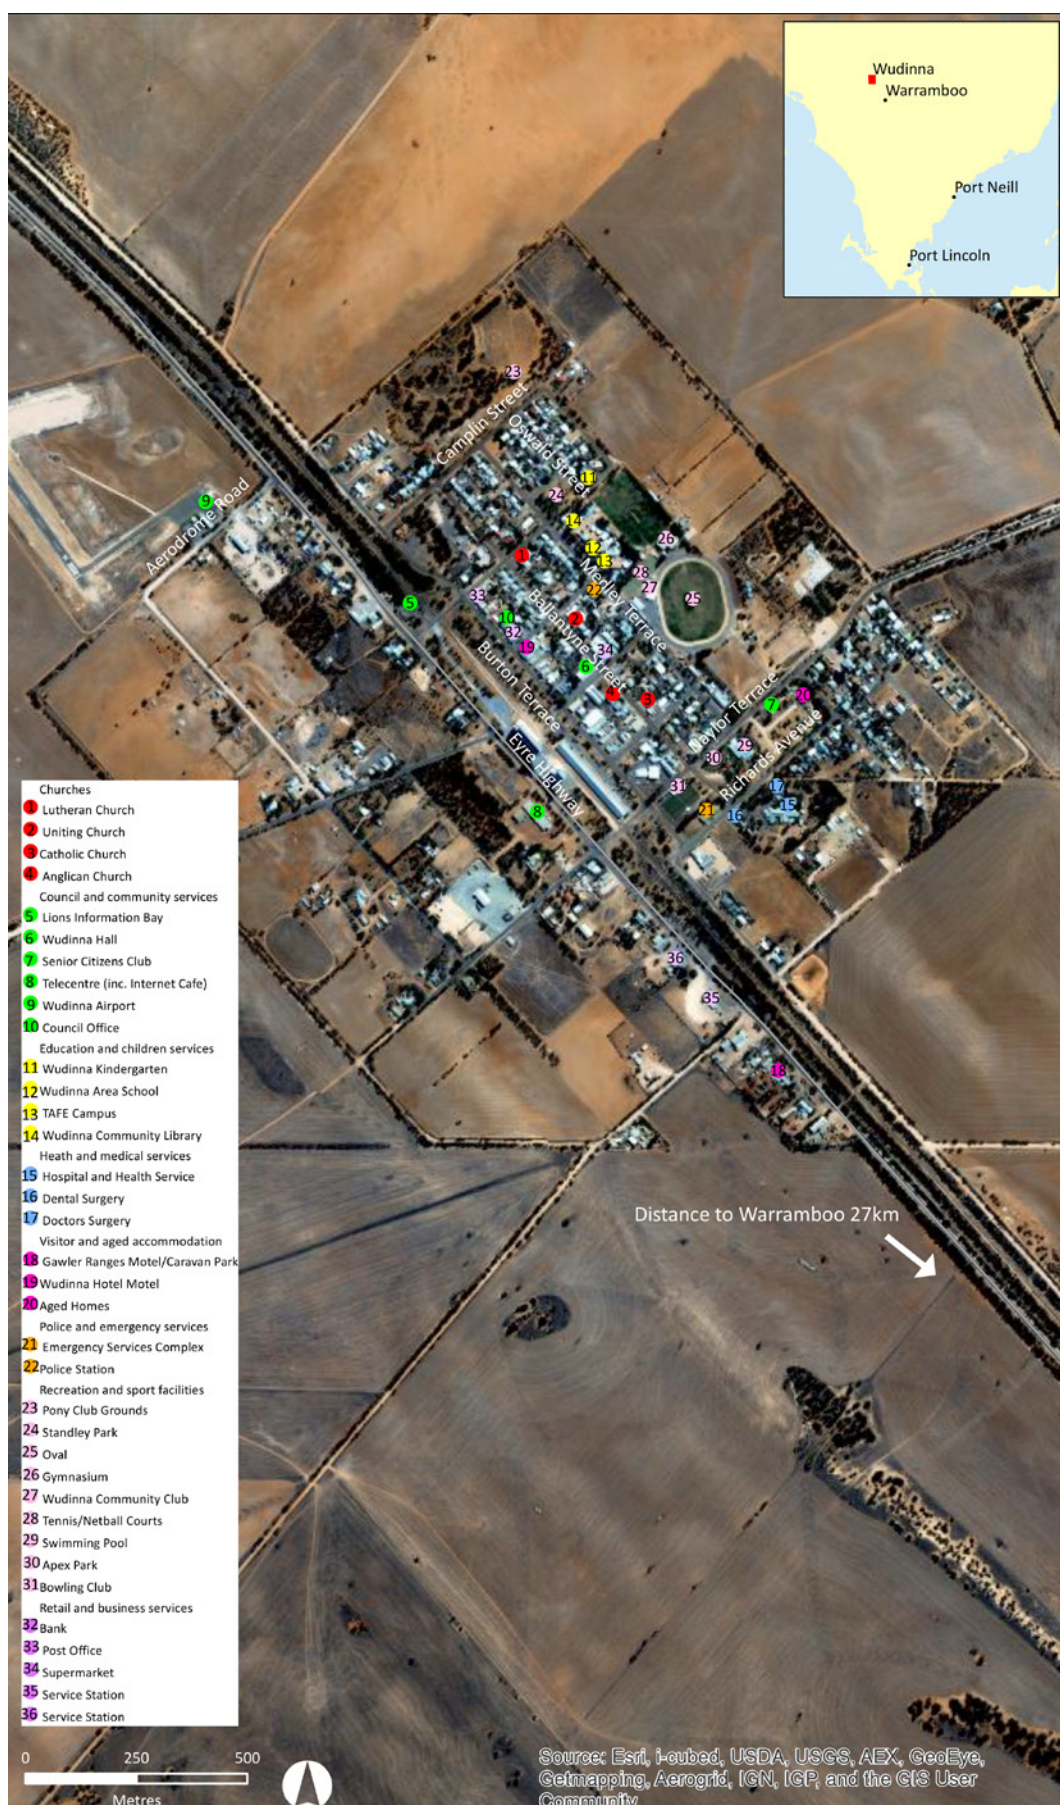 Wudinna
Warramboo
Port Neill
Port Lincoln
23
Camplin Street
Oswald Street
11
24
9
Aerodrome Road
14
26
12
13
1
28
Medley Terrace
27
22
25
33
5
10
2
Ballantyne Street
32
34
19
Burton Terrace
6
4
3
20
7
Naylor Terrace
29
30
Eyre Highway
Richards Avenue
31
17
15
21
16
8
36
35
18
Distance to Warramboo 27km
Churches
1 Lutheran Church
2 Uniting Church
3 Catholic Church
4 Anglican Church
Council and community services
5 Lions Information Bay
6 Wudinna Hall
7 Senior Citizens Club
8 Telecentre (inc. Internet Cafe)
9 Wudinna Airport
10 Council Office
Education and children services
11 Wudinna Kindergarten
12 Wudinna Area School
13 TAFE Campus
14 Wudinna Community Library
Heath and medical services
15 Hospital and Health Service
16 Dental Surgery
17 Doctors Surgery
Visitor and aged accommodation
18 Gawler Ranges Motel/Caravan Park
19 Wudinna Hotel Motel
20 Aged Homes
Police and emergency services
21 Emergency Services Complex
22 Police Station
Recreation and sport facilities
23 Pony Club Grounds
24 Standley Park
25 Oval
26 Gymnasium
27 Wudinna Community Club
28 Tennis/Netball Courts
29 Swimming Pool
30 Apex Park
31 Bowling Club
Retail and business services
32 Bank
33 Post Office
34 Supermarket
35 Service Station
36 Service Station
0 250 500
Metres
Source: Esri, i-cubed, USDA, USGS, AEX, GeoEye,
Getmapping, Aerogrid, IGN, IGP, and the GIS User
Community